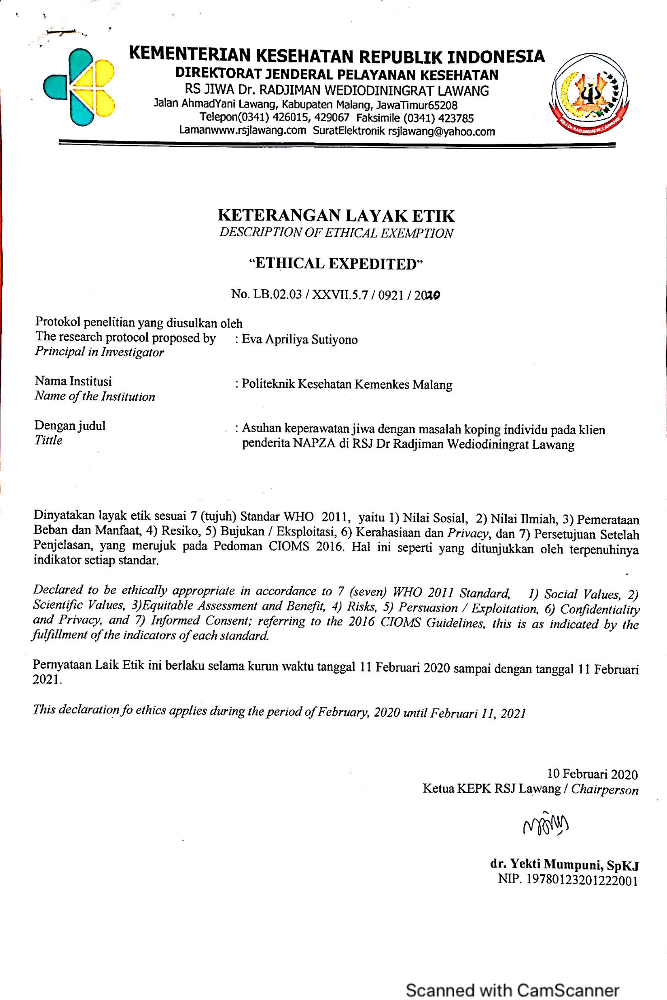 KEMENTERIAN KESEHATAN REPUBLIK INDONESIA
DIREKTORAT JENDERAL PELAYANAN KESEHATAN
RS JIWA Dr. RADJIMAN WEDIODININGRAT LAWANG
Jalan AhmadYani Lawang, Kabupaten Malang, JawaTimur65208
Telepon(0341) 426015, 429067 Faksimile (0341) 423785
Lamanwww.rsjlawang.com SuratElektronik rsjlawang@yahoo.com
RSJ Dr RADJIMAN W. LAWANG
KETERANGAN LAYAK ETIK
DESCRIPTION OF ETHICAL EXEMPTION
“ETHICAL EXPEDITED”
No. LB.02.03 / XXVII.5.7 / 0921 / 2020
Protokol penelitian yang diusulkan oleh
The research protocol proposed by : Eva Apriliya Sutiyono
Principal in Investigator
Nama Institusi : Politeknik Kesehatan Kemenkes Malang
Name of the Institution
Dengan judul : Asuhan keperawatan jiwa dengan masalah koping individu pada klien
Tittle penderita NAPZA di RSJ Dr Radjiman Wediodiningrat Lawang
Dinyatakan layak etik sesuai 7 (tujuh) Standar WHO 2011, yaitu 1) Nilai Sosial, 2) Nilai Ilmiah, 3) Pemerataan
Beban dan Manfaat, 4) Resiko, 5) Bujukan / Eksploitasi, 6) Kerahasiaan dan Privacy, dan 7) Persetujuan Setelah
Penjelasan, yang merujuk pada Pedoman CIOMS 2016. Hal ini seperti yang ditunjukkan oleh terpenuhinya
indikator setiap standar.
Declared to be ethically appropriate in accordance to 7 (seven) WHO 2011 Standard, 1) Social Values, 2)
Scientific Values, 3)Equitable Assessment and Benefit, 4) Risks, 5) Persuasion / Exploitation, 6) Confidentiality
and Privacy, and 7) Informed Consent; referring to the 2016 CIOMS Guidelines, this is as indicated by the
fulfillment of the indicators of each standard.
Pernyataan Laik Etik ini berlaku selama kurun waktu tanggal 11 Februari 2020 sampai dengan tanggal 11 Februari
2021.
This declaration fo ethics applies during the period of February, 2020 until Februari 11, 2021
10 Februari 2020
Ketua KEPK RSJ Lawang / Chairperson
dr. Yekti Mumpuni, SpKJ
NIP. 19780123201222001
Scanned with CamScanner